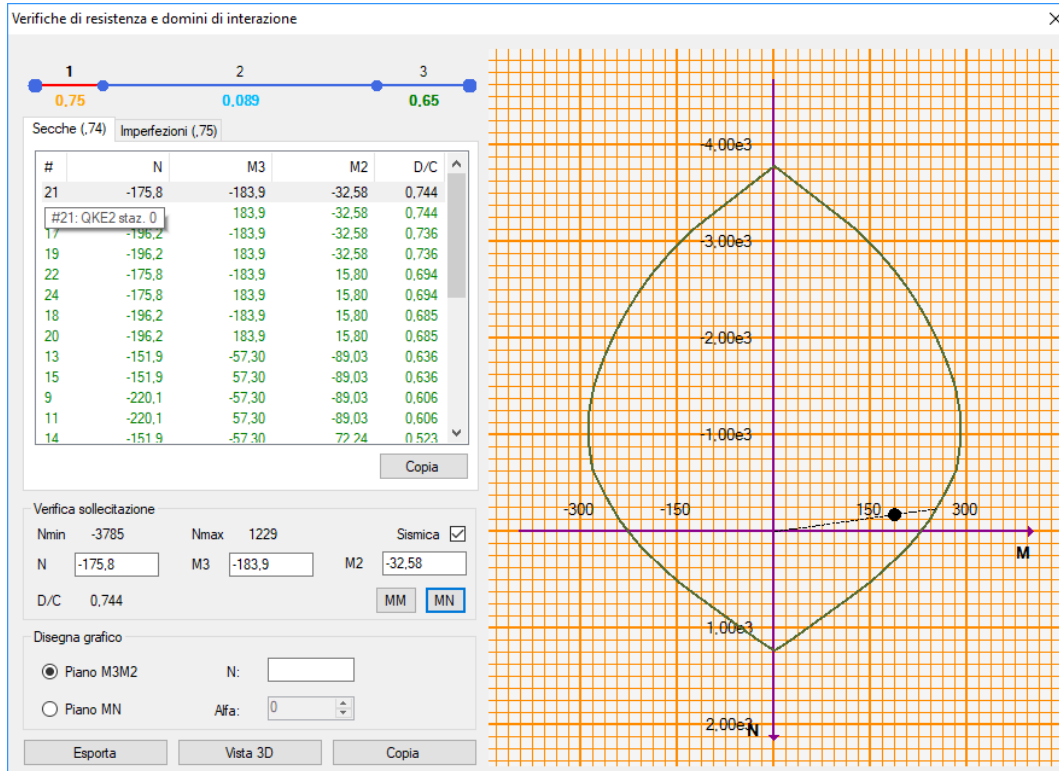 Verifiche di resistenza e domini di interazione
1 2 3
0,75 0,089 0,65
Secche (,74) Imperfezioni (,75)
# N M3 M2 D/C
21 -175,8 -183,9 -32,58 0,744
#21: QKE2 staz. 0 183,9 -32,58 0,744
17 -196,2 -183,9 -32,58 0,736
19 -196,2 183,9 -32,58 0,736
22 -175,8 -183,9 15,80 0,694
24 -175,8 183,9 15,80 0,694
18 -196,2 -183,9 15,80 0,685
20 -196,2 183,9 15,80 0,685
13 -151,9 -57,30 -89,03 0,636
15 -151,9 57,30 -89,03 0,636
9 -220,1 -57,30 -89,03 0,606
11 -220,1 57,30 -89,03 0,606
14 -151,9 -57,30 72,24 0,523
Copia
Verifica sollecitazione
Nmin -3785 Nmax 1229 Sismica
N -175,8 M3 -183,9 M2 -32,58
D/C 0,744 MM MN
Disegna grafico
Piano M3M2 N:
Piano MN Alfa: 0
Esporta Vista 3D Copia
-4,00e3
-3,00e3
-2,00e3
-1,00e3
-300 -150 150 300
M
1,00e3
2,00e3
N